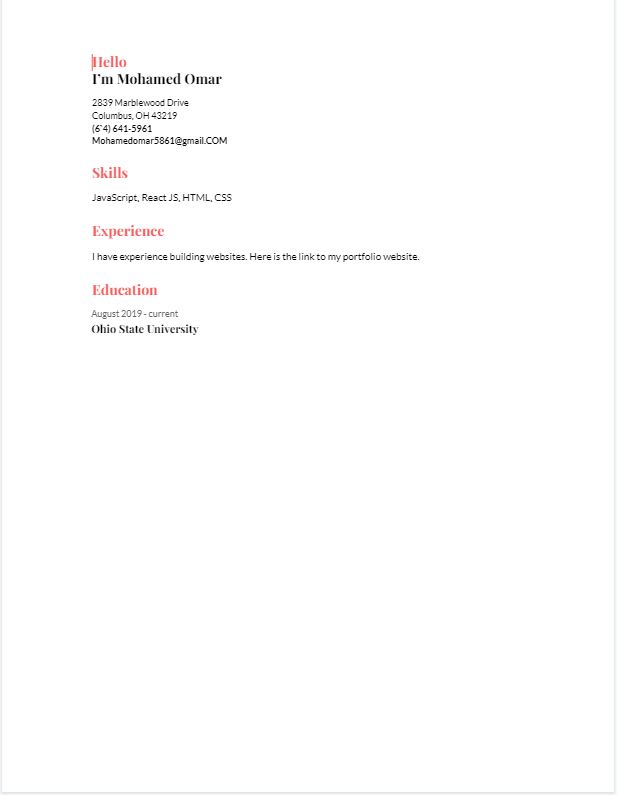 Hello
I'm Mohamed Omar
2839 Marblewood Drive
Columbus, OH 43219
641-5961
Mohamedomar5861@gmail.COM
Skills
JavaScript, React JS, HTML, CSS
Experience
I have experience building websites. Here is the link to my portfolio website.
Education
August 2019 - current
Ohio State University